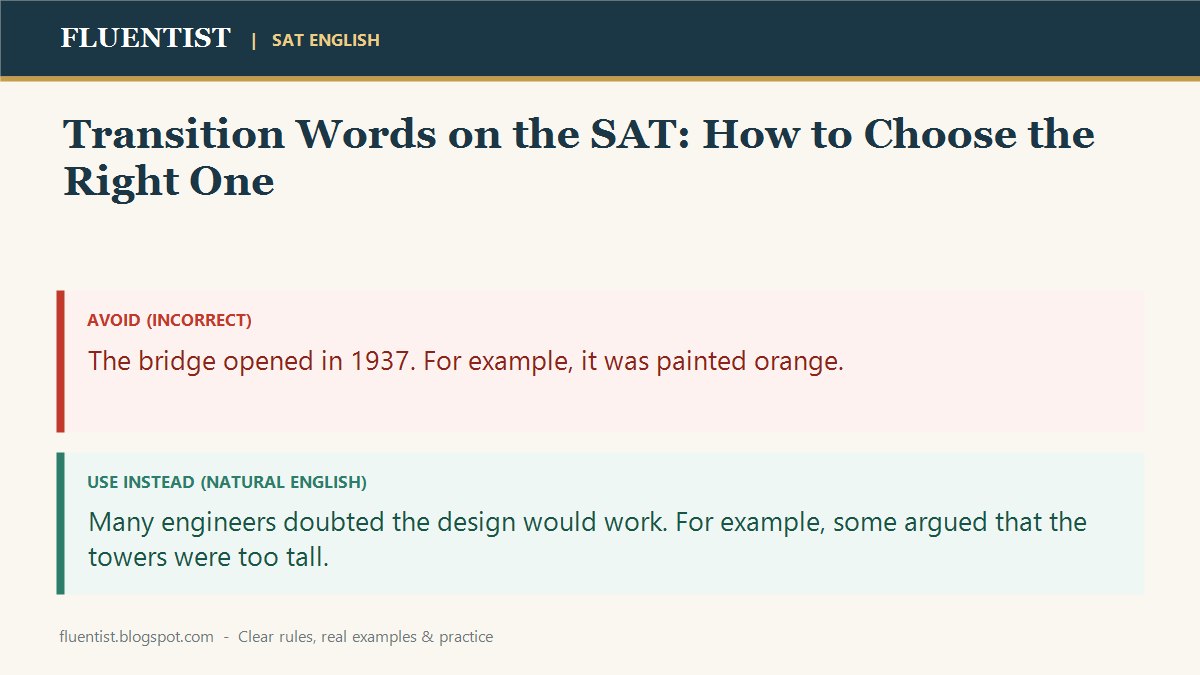 FLUENTIST | SAT ENGLISH
Transition Words on the SAT: How to Choose the
Right One
AVOID (INCORRECT)
The bridge opened in 1937. For example, it was painted orange.
USE INSTEAD (NATURAL ENGLISH)
Many engineers doubted the design would work. For example, some argued that the
towers were too tall.
fluentist.blogspot.com - Clear rules, real examples & practice